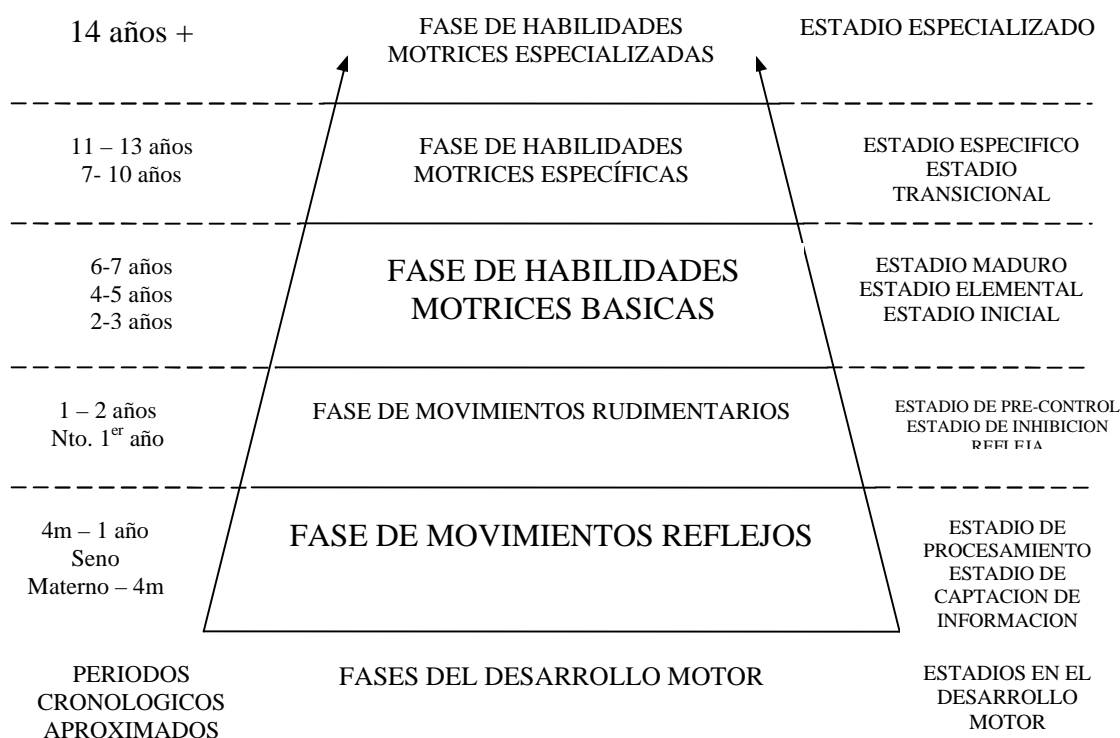 14 años +
FASE DE HABILIDADES
MOTRICES ESPECIALIZADAS
ESTADIO ESPECIALIZADO
11 – 13 años
7- 10 años
FASE DE HABILIDADES
MOTRICES ESPECÍFICAS
ESTADIO ESPECIFICO
ESTADIO
TRANSICIONAL
6-7 años
4-5 años
2-3 años
FASE DE HABILIDADES
MOTRICES BASICAS
ESTADIO MADURO
ESTADIO ELEMENTAL
ESTADIO INICIAL
1 – 2 años
Nto. 1er año
FASE DE MOVIMIENTOS RUDIMENTARIOS
ESTADIO DE PRE-CONTROL
ESTADIO DE INHIBICION
REFLEJA
4m – 1 año
Seno
Materno – 4m
FASE DE MOVIMIENTOS REFLEJOS
ESTADIO DE
PROCESAMIENTO
ESTADIO DE
CAPTACION DE
INFORMACION
PERIODOS
CRONOLOGICOS
APROXIMADOS
FASES DEL DESARROLLO MOTOR
ESTADIOS EN EL
DESARROLLO
MOTOR